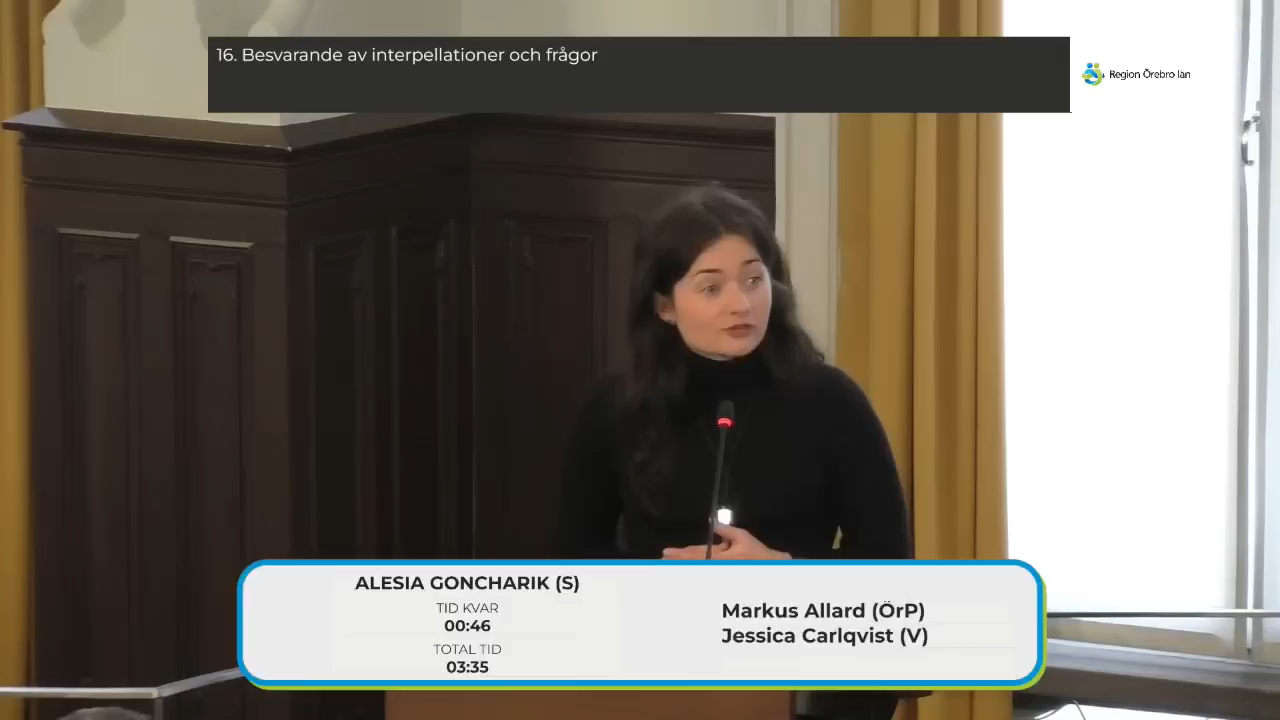 16. Besvarande av interpellationer och frågor
Region Örebro län
ALESIA GONCHARIK (S)
TID KVAR
00:46
TOTAL TID
03:35
Markus Allard (ÖrP)
Jessica Carlqvist (V)